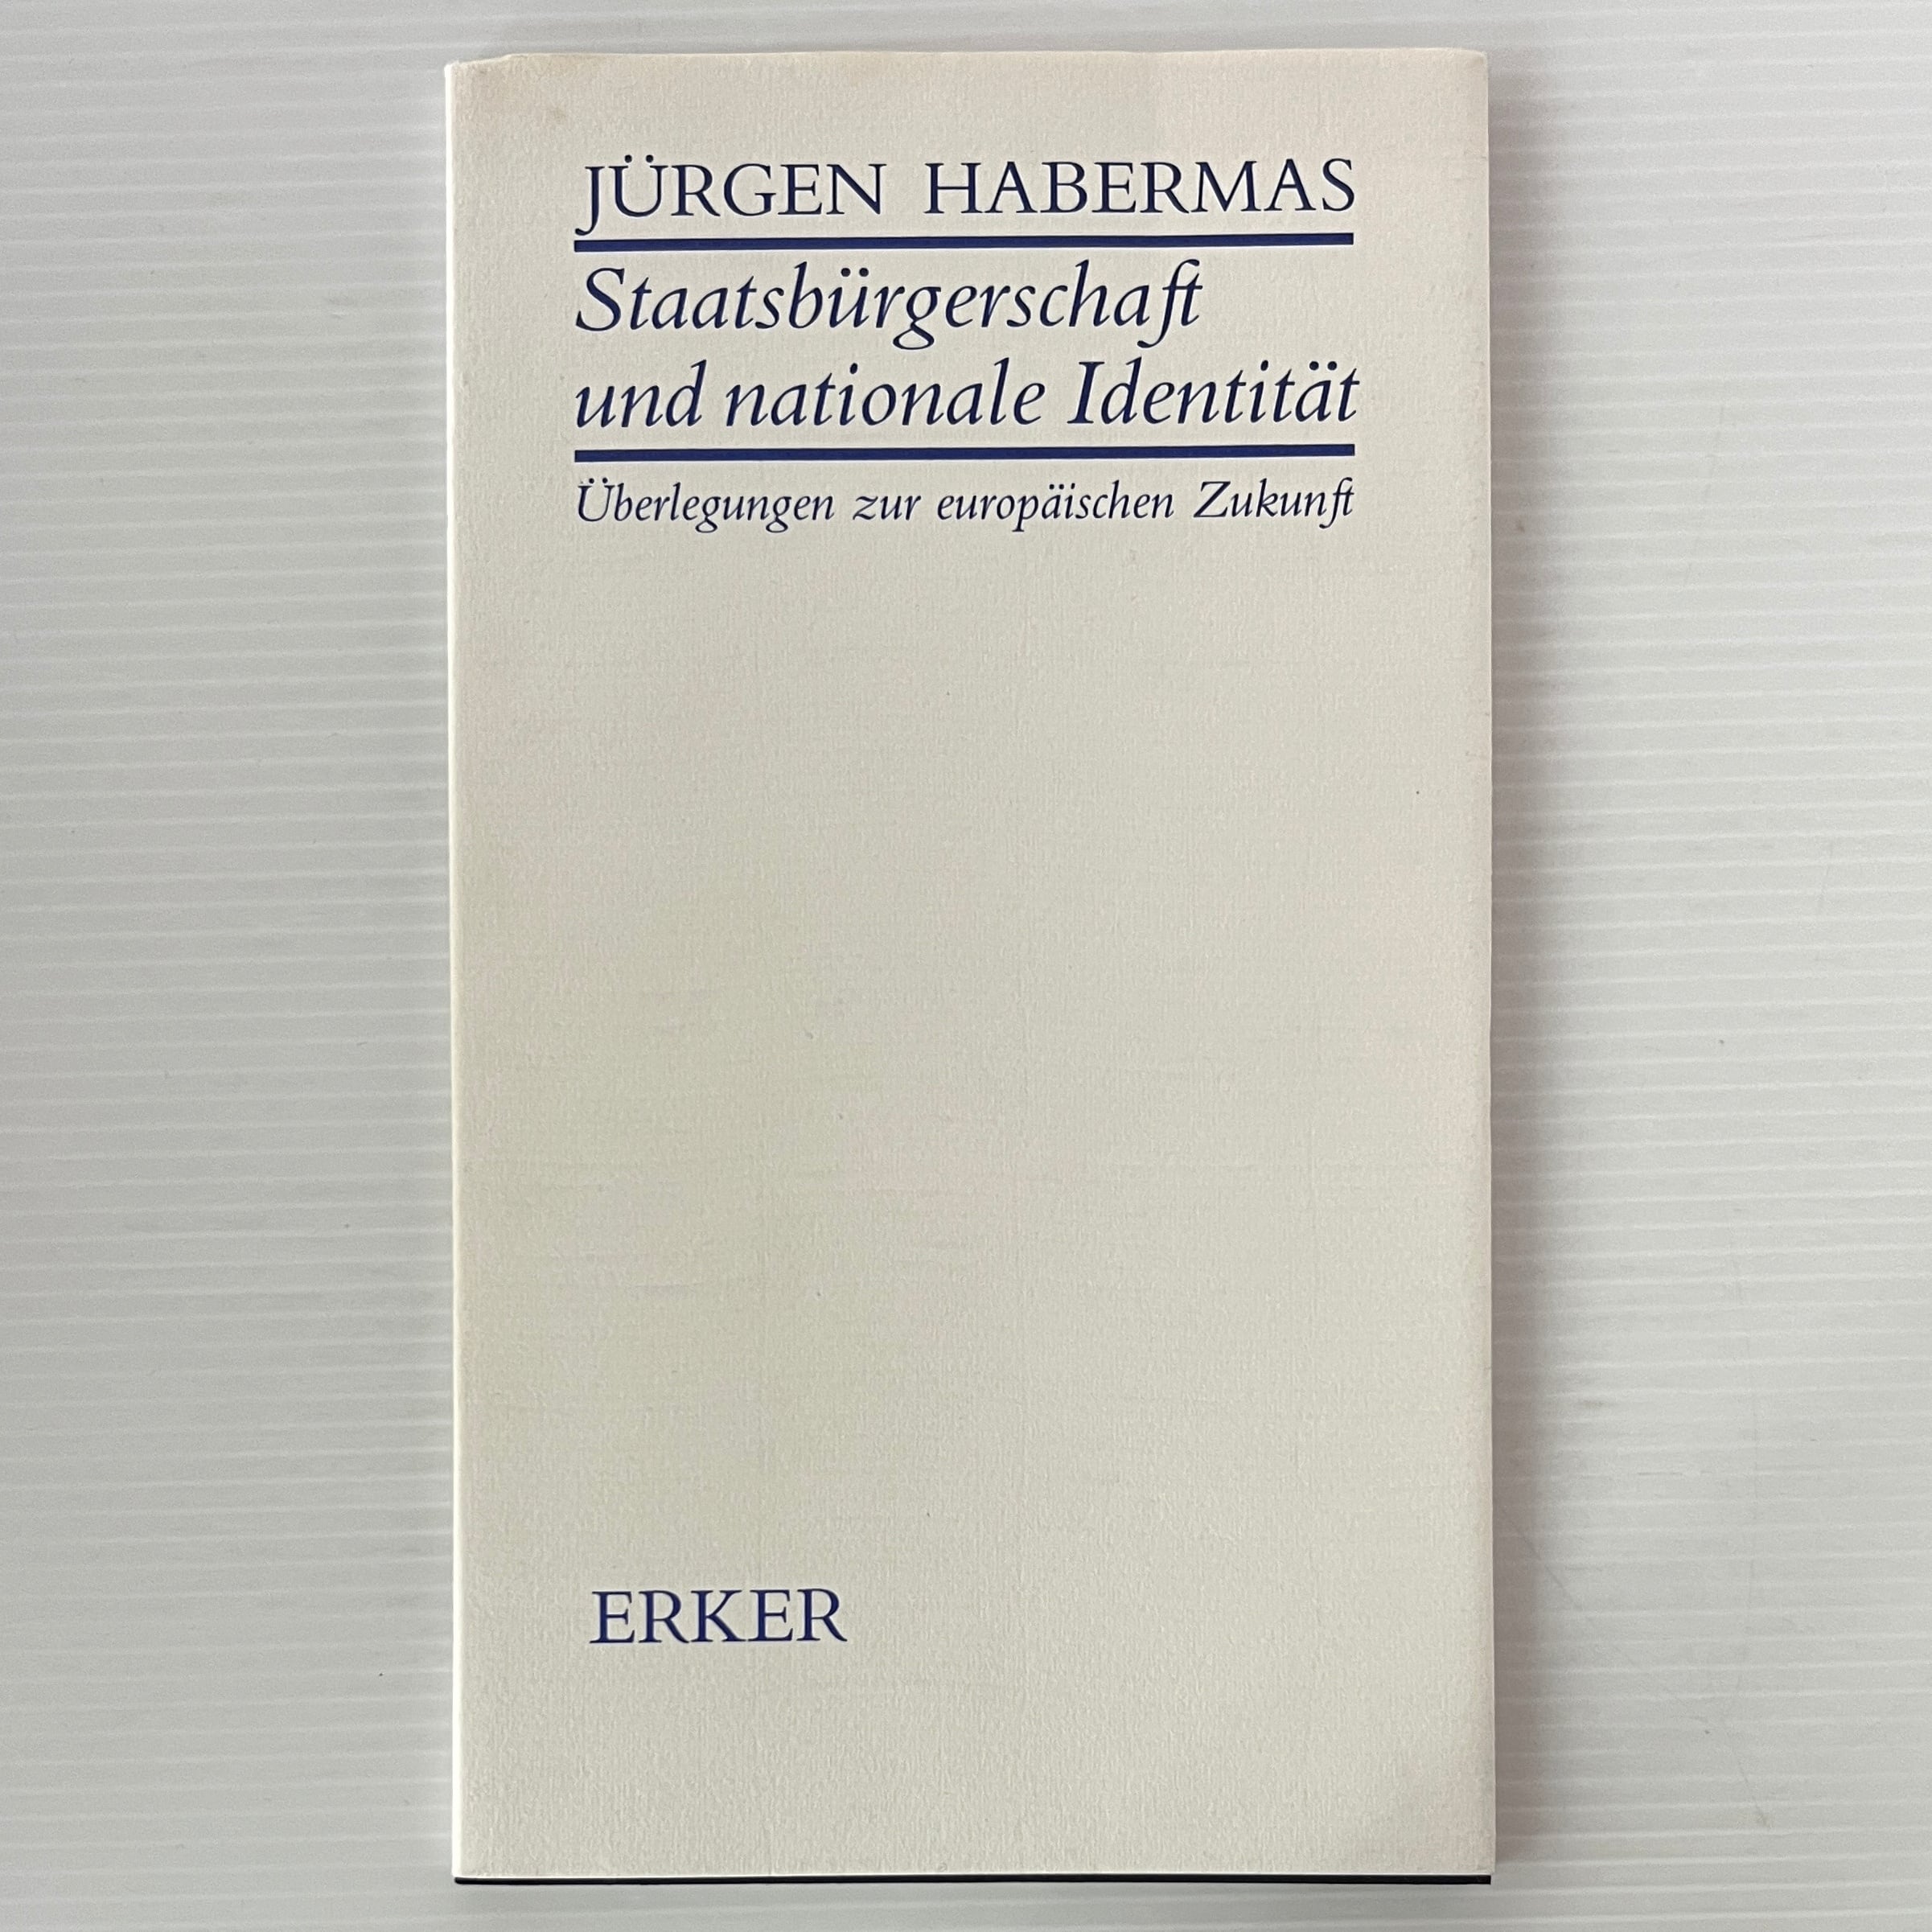 JÜRGEN HABERMAS
Staatsbürgerschaft
und nationale Identität
Überlegungen zur europäischen Zukunft
ERKER